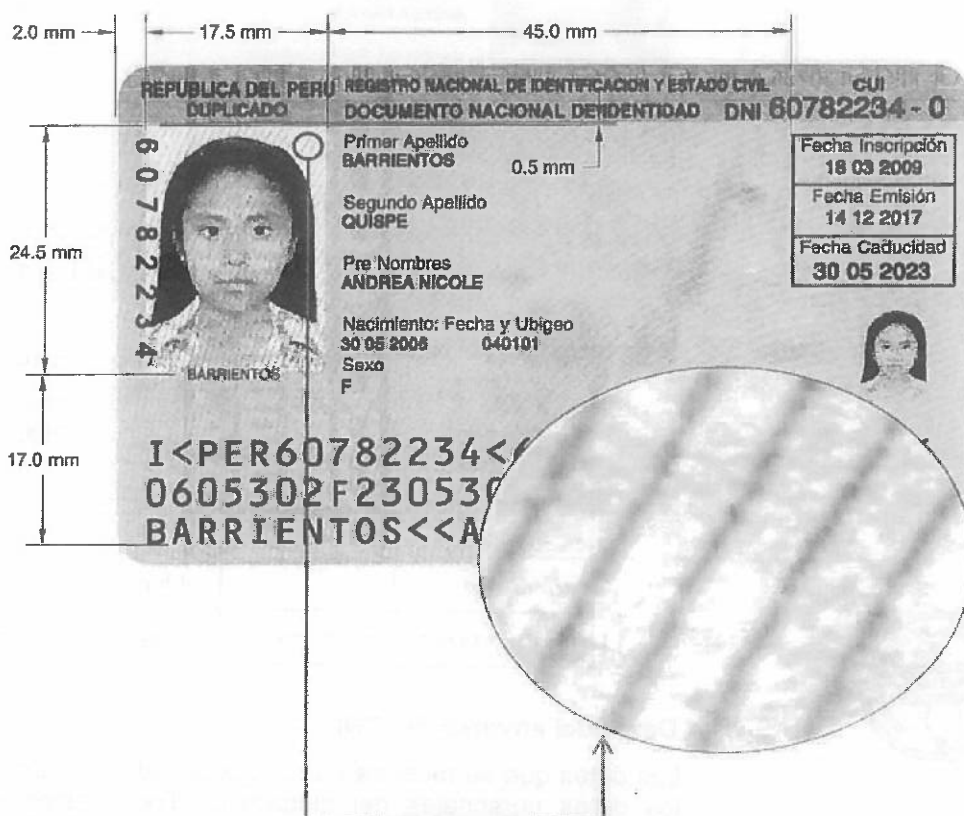 2.0 mm 17.5 mm 45.0 mm
REPUBLICA DEL PERU REGISTRO NACIONAL DE IDENTIFICACION Y ESTADO CIVIL CUI
DUPLICADO DOCUMENTO NACIONAL DE IDENTIDAD DNI 60782234 - 0
60782234
Primer Apellido
BARRIENTOS
0.5 mm
Fecha Inscripción
18 03 2009
Segundo Apellido
QUISPE
Fecha Emisión
14 12 2017
24.5 mm
Pre Nombres
ANDREA NICOLE
Fecha Caducidad
30 05 2023
Nacimiento: Fecha y Ubigeo
30 05 2006 040101
Sexo
F
BARRIENTOS
17.0 mm
I<PER60782234<
0605302F230530
BARRIENTOS<<A